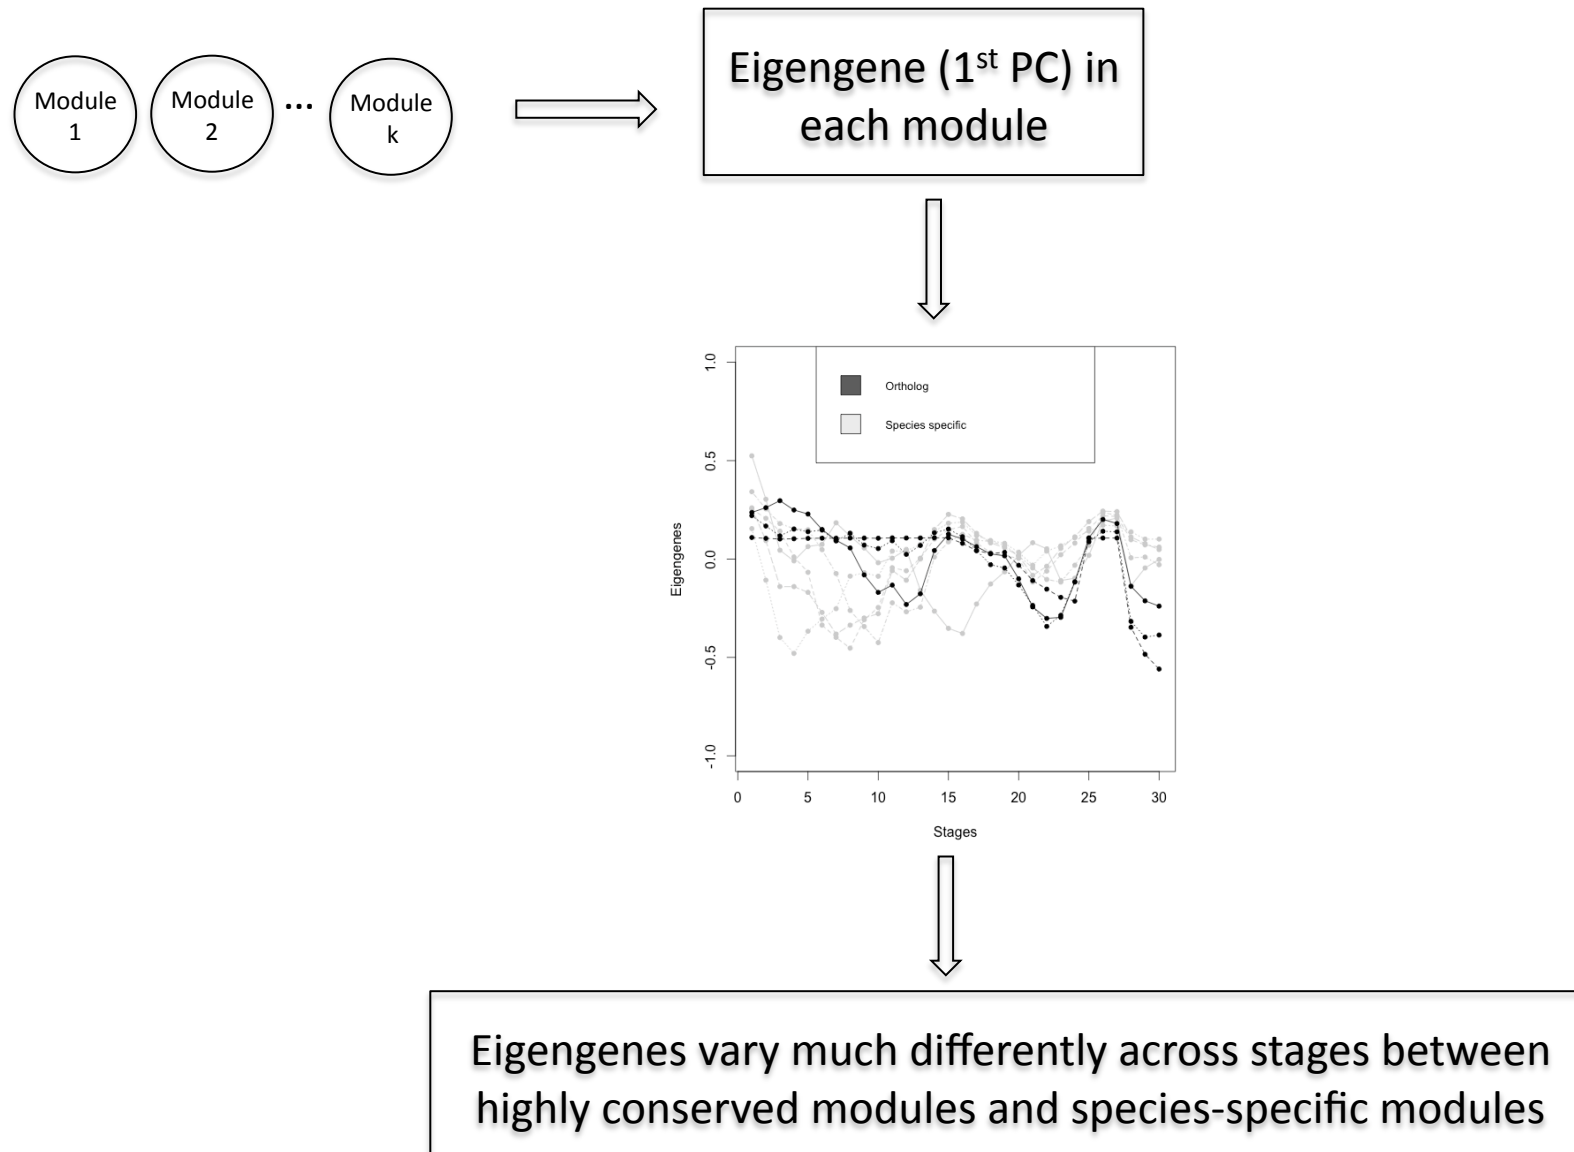 Module
1
Module
2
...
Module
k
Eigengene (1st PC) in
each module
1.0
0.5
0.0
-0.5
-1.0
Eigengenes
Ortholog
Species specific
0 5 10 15 20 25 30
Stages
Eigengenes vary much differently across stages between
highly conserved modules and species-specific modules